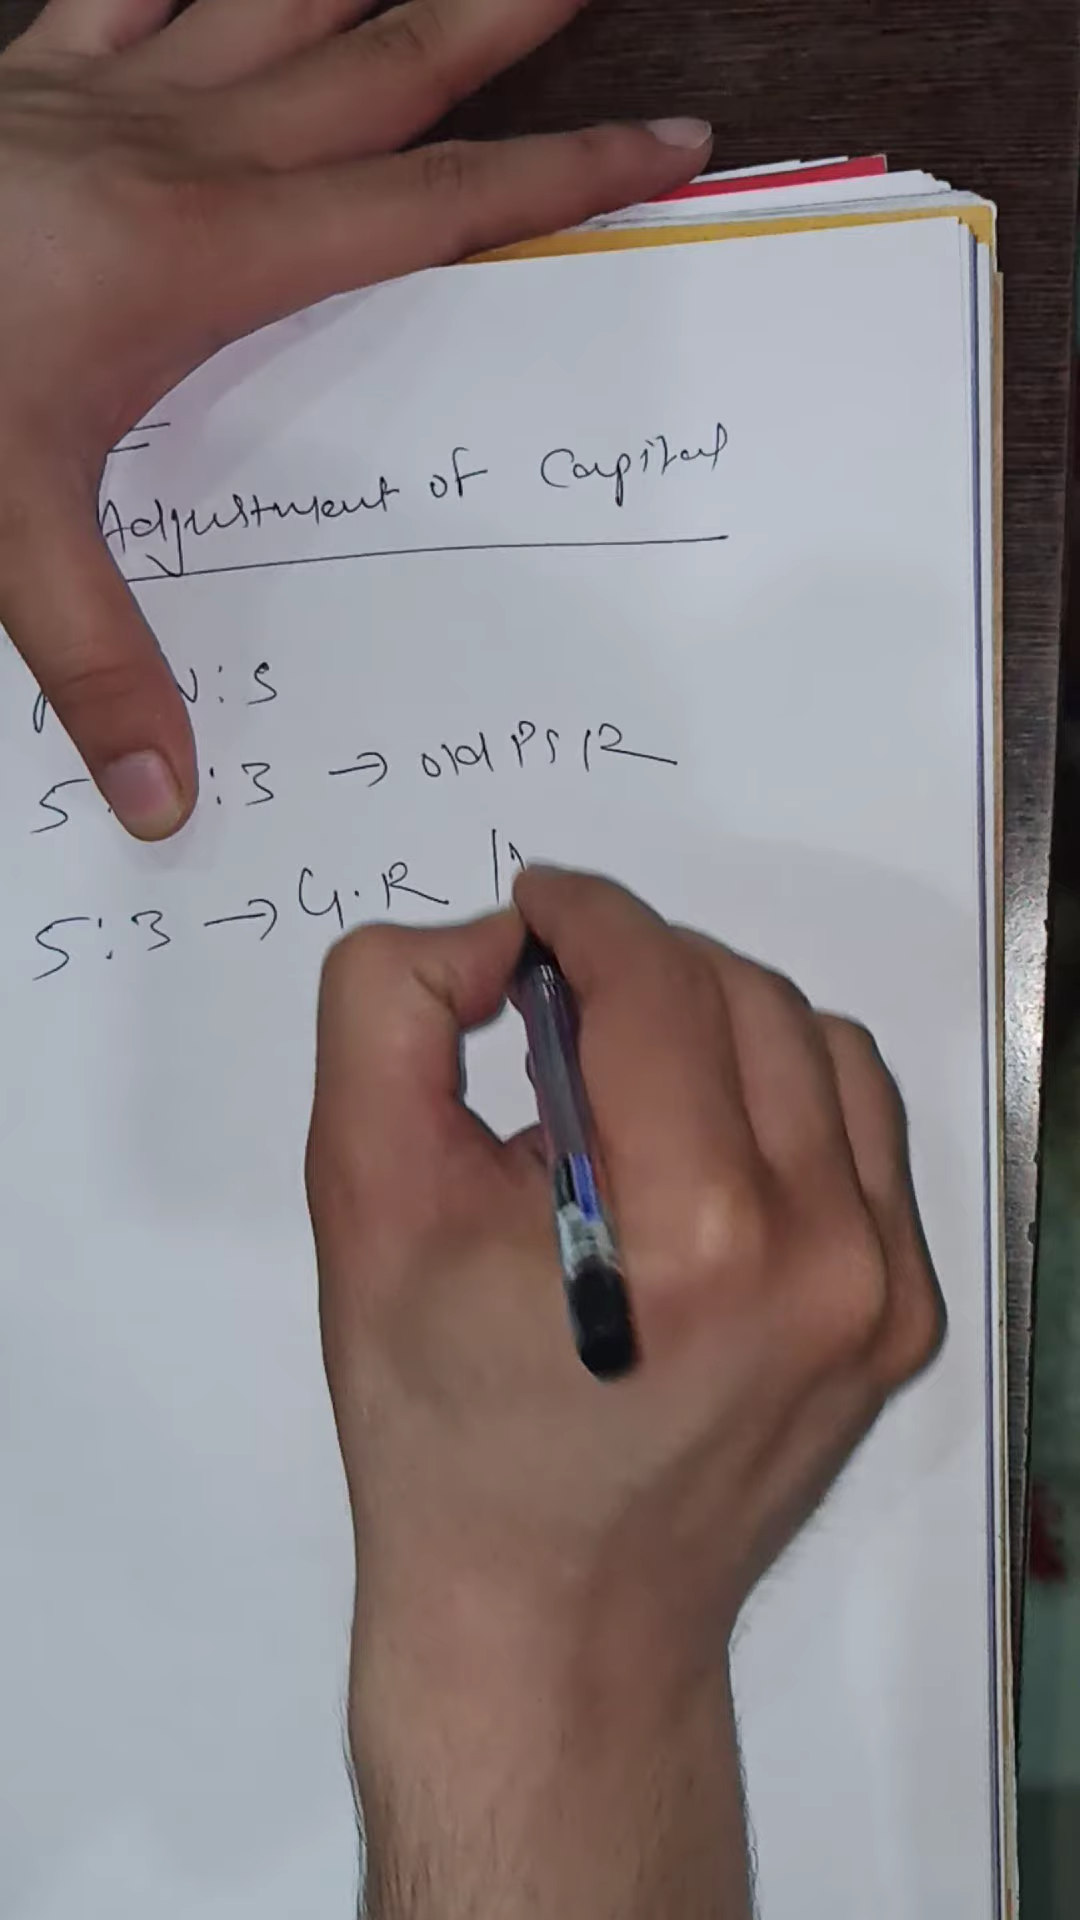 Adjustment of Capital
: S
5 : 3 → Old PSR
5:3 → G.R /